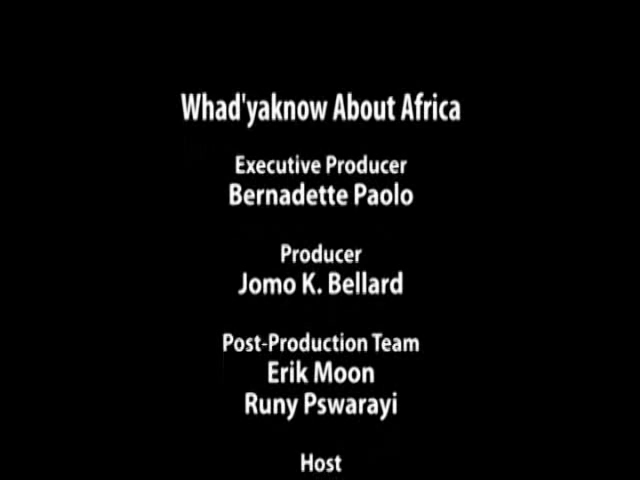 Whad'yaknow About Africa
Executive Producer
Bernadette Paolo
Producer
Jomo K. Bellard
Post-Production Team
Erik Moon
Runy Pswarayi
Host